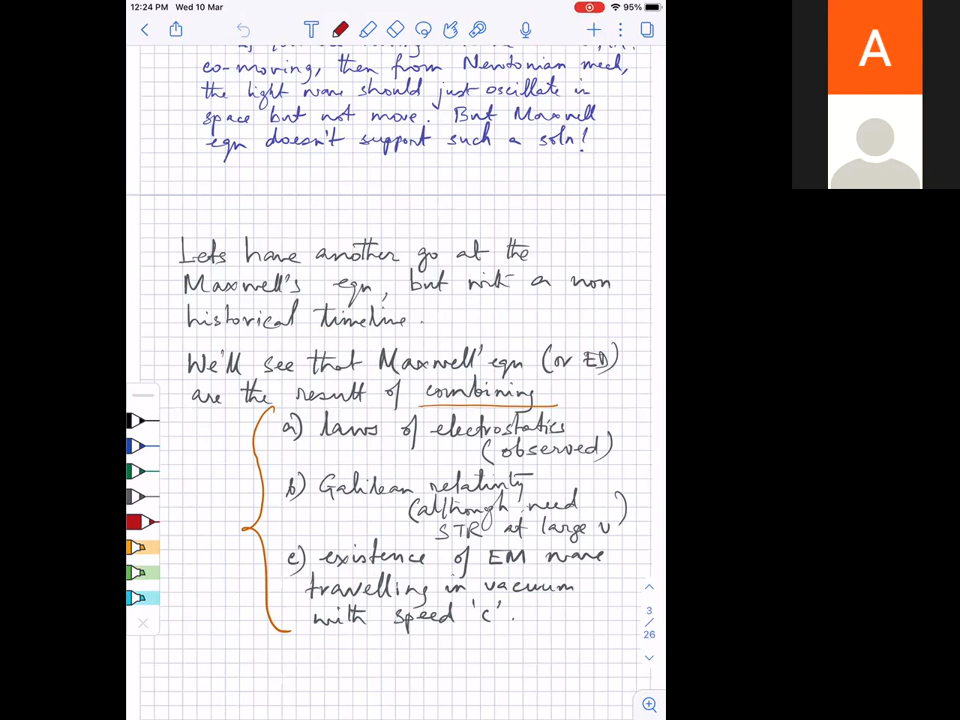 12:24 PM Wed 10 Mar
95%
A
co-moving, then from Newtonian mech,
the light wave should just oscillate in
space but not move. But Maxwell
eqn doesn't support such a soln!
Lets have another go at the
Maxwell's eqn, but with a non
historical timeline.
We'll see that Maxwell' eqn (or ED)
are the result of combining
a) laws of electrostatics
(observed)
b) Galilean relativity
(although need
STR at large v)
c) existence of EM wave
travelling in vacuum
with speed 'c'.
3
/
26